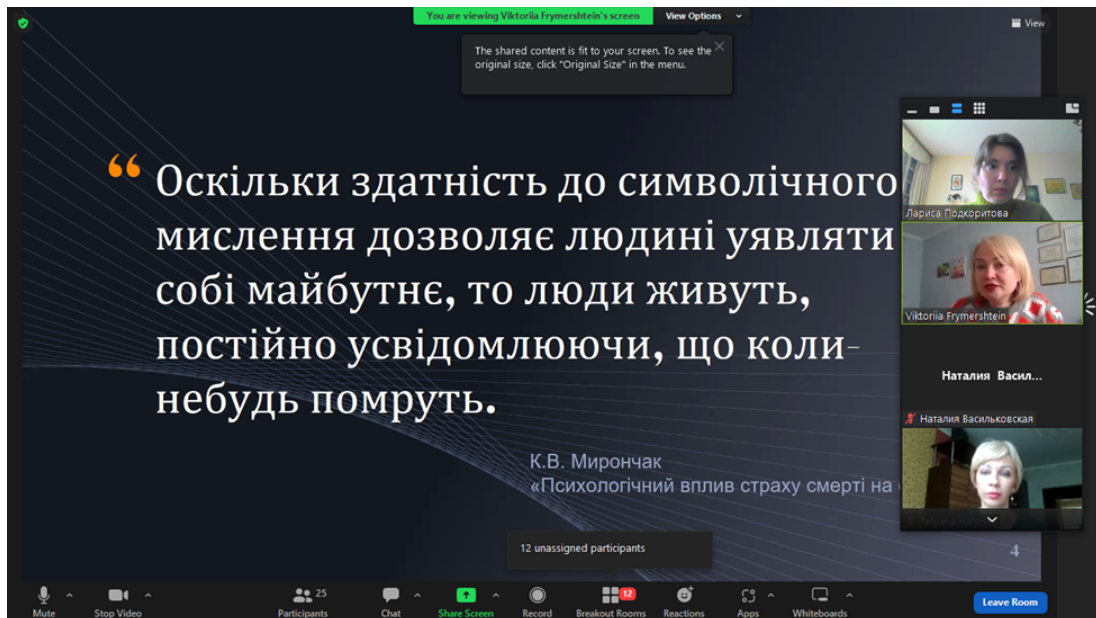 You are viewing Viktoriia Frymershtein's screen
View Options
View
The shared content is fit to your screen. To see the
original size, click "Original Size" in the menu.
“ Оскільки здатність до символічного
мислення дозволяє людині уявляти
собі майбутнє, то люди живуть,
постійно усвідомлюючи, що коли-
небудь помруть.
К.В. Мирончак
«Психологічний вплив страху смерті на
4
Лариса Подкоритова
Viktoriia Frymershtein
Наталия Васил...
Наталия Васильковская
Tetyana
12 unassigned participants
25
12
Mute
Stop Video
Participants
Chat
Share Screen
Record
Breakout Rooms
Reactions
Apps
Whiteboards
Leave Room